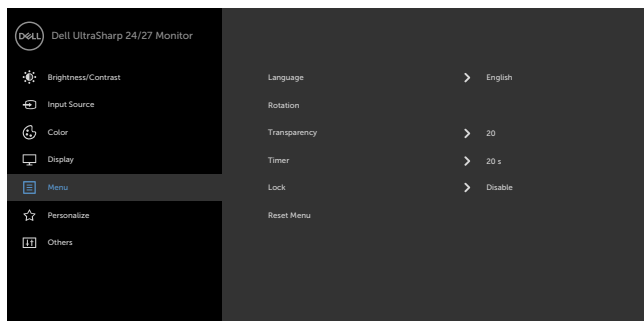 DELL Dell UltraSharp 24/27 Monitor
Brightness/Contrast
Input Source
Color
Display
Menu
Personalize
Others
Language English
Rotation
Transparency 20
Timer 20 s
Lock Disable
Reset Menu